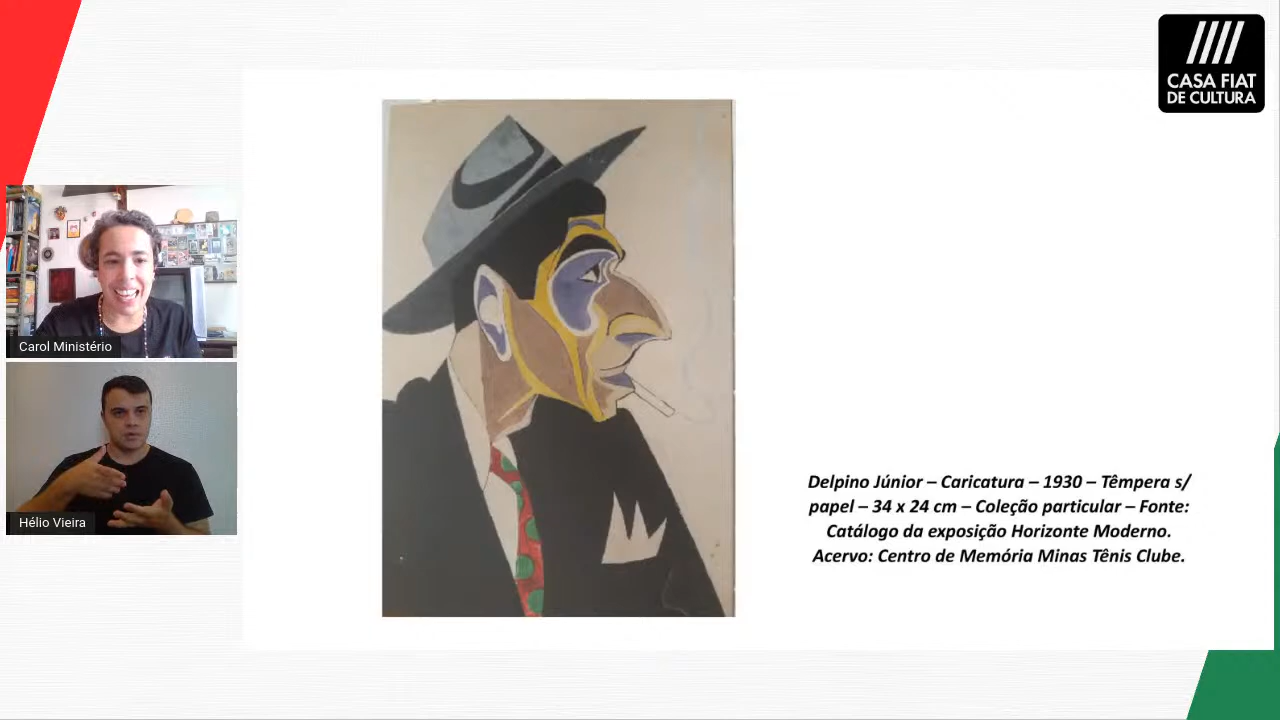 CASA FIAT
DE CULTURA
Carol Ministério
Hélio Vieira
Delpino Júnior – Caricatura – 1930 – Têmpera s/
papel – 34 x 24 cm – Coleção particular – Fonte:
Catálogo da exposição Horizonte Moderno.
Acervo: Centro de Memória Minas Tênis Clube.